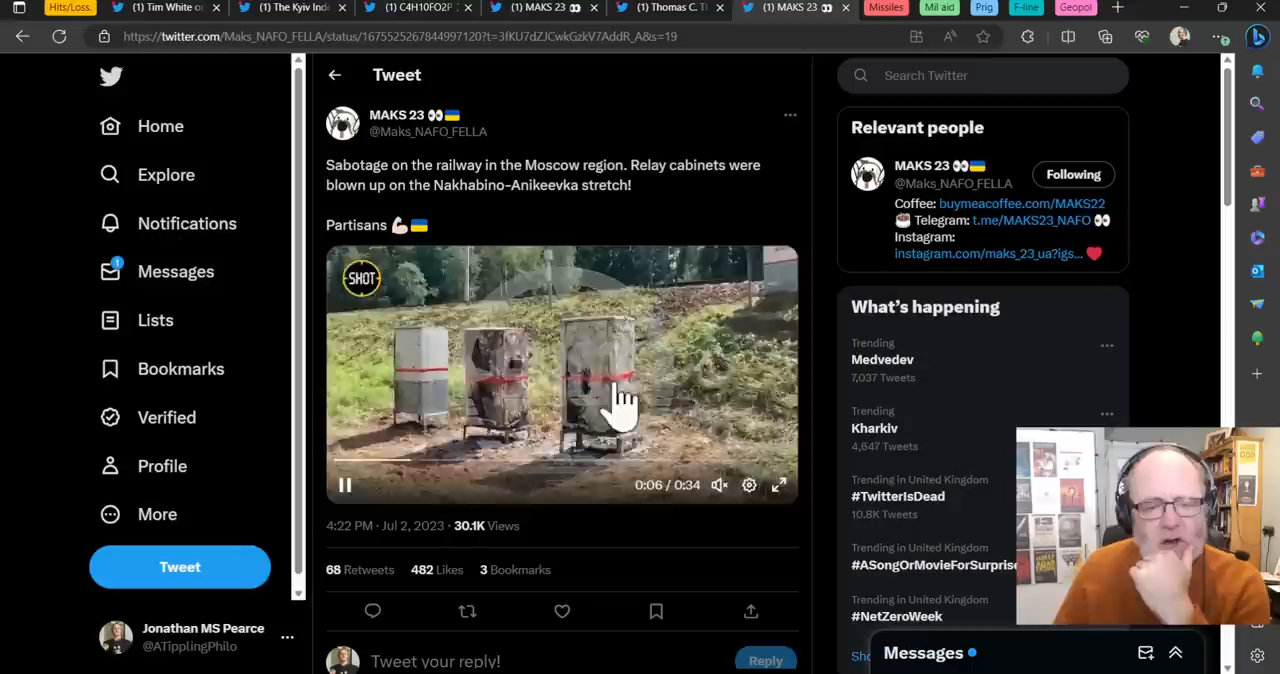 Hits/Loss.
(1) Tim White o
(1) The Kyiv Ind
(1) C4H10FO2P
(1) MAKS 23
(1) Thomas C. T
(1) MAKS 23
Missiles
Mil aid
Prig
F-line
Geopol
https://twitter.com/Maks_NAFO_FELLA/status/1675525267844997120?t=3fKU7dZJCwkGzkV7AddR_A&s=19
Home
Explore
Notifications
1
Messages
Lists
Bookmarks
Verified
Profile
More
Tweet
Jonathan MS Pearce
@ATipplingPhilo
Tweet
MAKS 23 👀🇺🇦
@Maks_NAFO_FELLA
Sabotage on the railway in the Moscow region. Relay cabinets were
blown up on the Nakhabino-Anikeevka stretch!
Partisans 💪🏻🇺🇦
SHOT
0:06 / 0:34
4:22 PM · Jul 2, 2023 · 30.1K Views
68 Retweets 482 Likes 3 Bookmarks
Tweet your reply!
Reply
Search Twitter
Relevant people
MAKS 23 👀🇺🇦
@Maks_NAFO_FELLA
Following
Coffee: buymeacoffee.com/MAKS22
☕ Telegram: t.me/MAKS23_NAFO 👀
Instagram:
instagram.com/maks_23_ua?igs... ❤️
What's happening
Trending
Medvedev
7,037 Tweets
Trending
Kharkiv
4,647 Tweets
Trending in United Kingdom
#TwitterIsDead
10.8K Tweets
Trending in United Kingdom
#ASongOrMovieForSurpris
Trending in United Kingdom
#NetZeroWeek
Messages